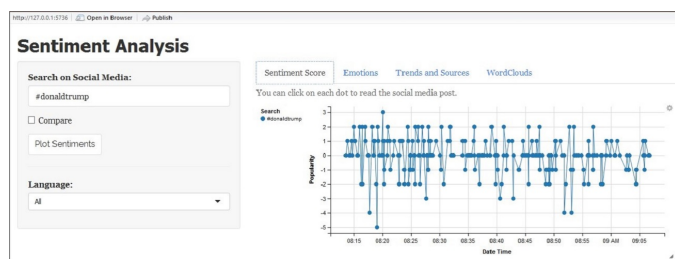 http://127.0.0.1:5736 Open in Browser Publish
Sentiment Analysis
Search on Social Media:
#donaldtrump
Compare
Plot Sentiments
Language:
All
Sentiment Score Emotions Trends and Sources WordClouds
You can click on each dot to read the social media post.
Search
#donaldtrump
Popularity
3
2
1
0
-1
-2
-3
-4
-5
08:15 08:20 08:25 08:30 08:35 08:40 08:45 08:50 08:55 09 AM 09:05
Date Time